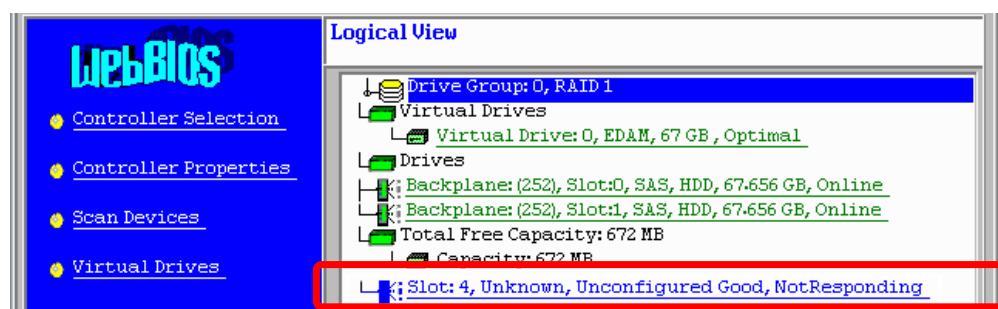 WebBIOS
Logical View
Controller Selection
Controller Properties
Scan Devices
Virtual Drives
Drive Group: 0, RAID 1
Virtual Drives
Virtual Drive: 0, EDAM, 67 GB , Optimal
Drives
Backplane: (252), Slot:0, SAS, HDD, 67.656 GB, Online
Backplane: (252), Slot:1, SAS, HDD, 67.656 GB, Online
Total Free Capacity: 672 MB
Capacity: 672 MB
Slot: 4, Unknown, Unconfigured Good, NotResponding